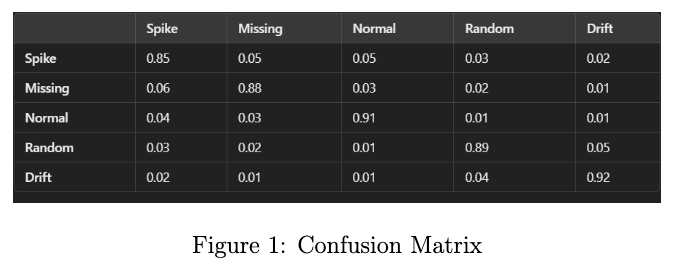 Spike Missing Normal Random Drift
Spike 0.85 0.05 0.05 0.03 0.02
Missing 0.06 0.88 0.03 0.02 0.01
Normal 0.04 0.03 0.91 0.01 0.01
Random 0.03 0.02 0.01 0.89 0.05
Drift 0.02 0.01 0.01 0.04 0.92
Figure 1: Confusion Matrix